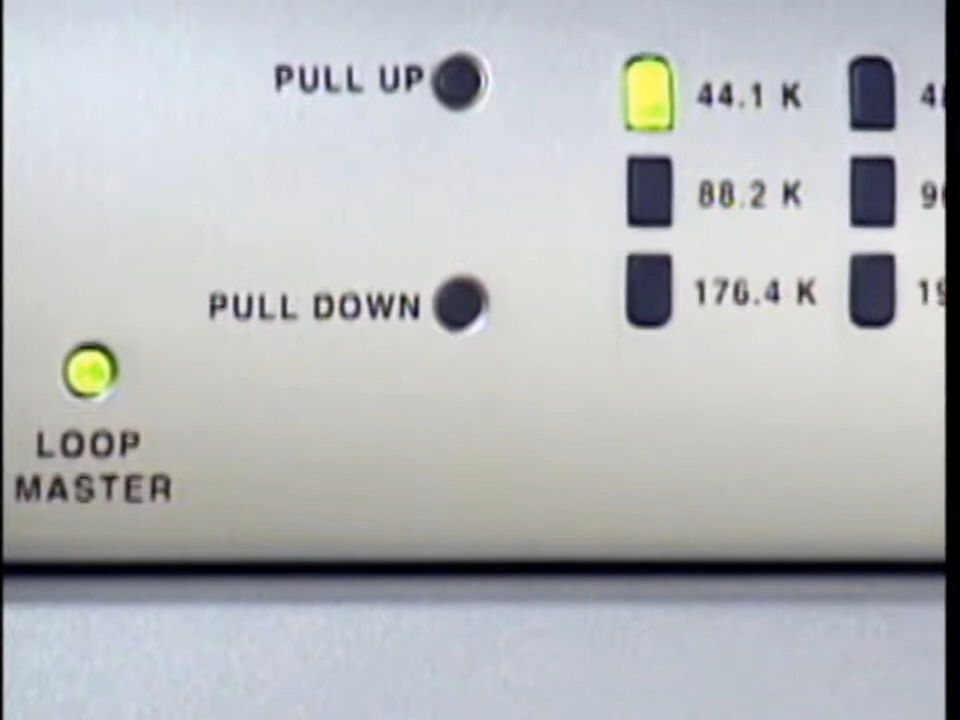 PULL UP
44.1 K
88.2 K
176.4 K
PULL DOWN
LOOP
MASTER